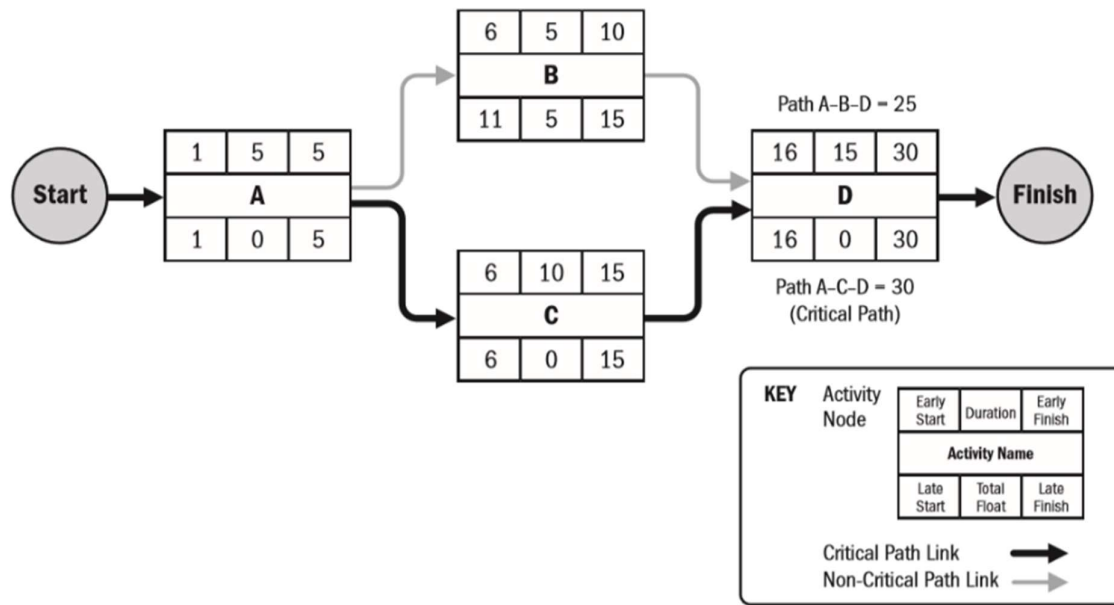 Start
1 5 5
A
1 0 5
6 5 10
B
11 5 15
6 10 15
C
6 0 15
Path A-B-D = 25
16 15 30
D
16 0 30
Path A-C-D = 30
(Critical Path)
Finish
KEY
Activity
Node
Early
Start
Duration
Early
Finish
Activity Name
Late
Start
Total
Float
Late
Finish
Critical Path Link
Non-Critical Path Link